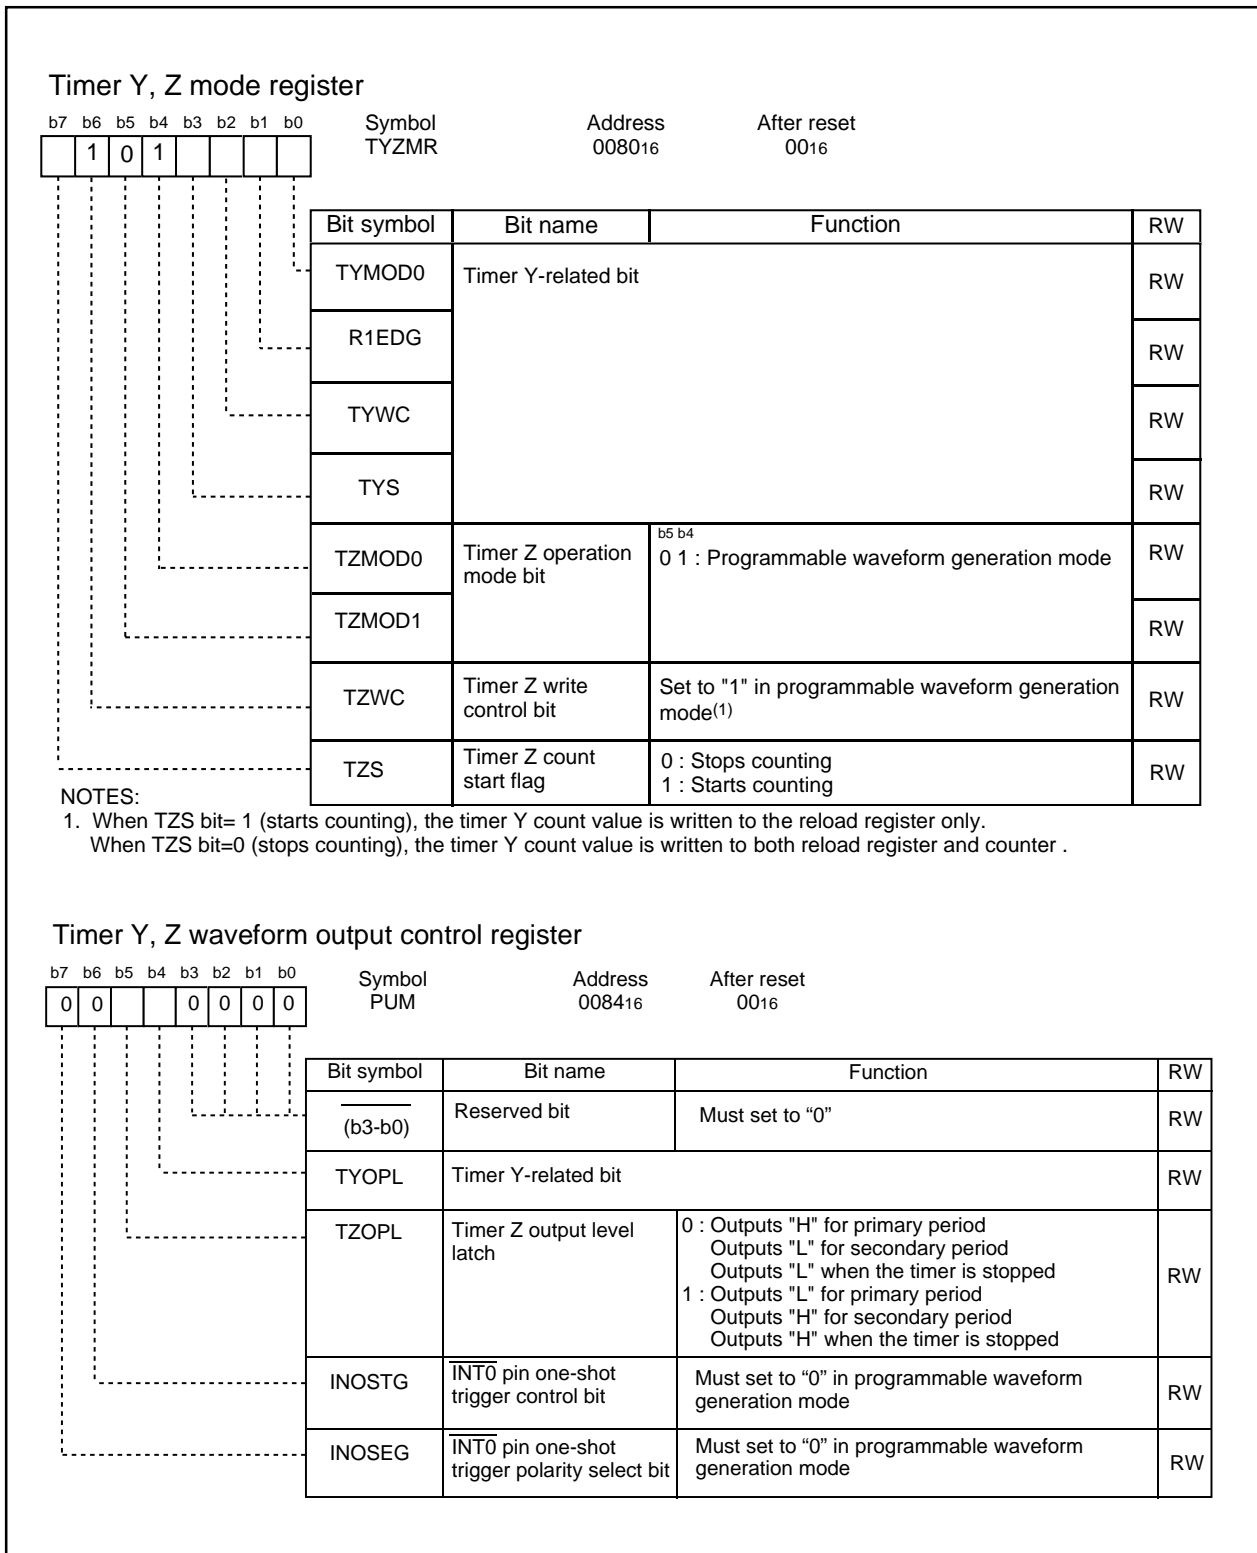 Timer Y, Z mode register
b7 b6 b5 b4 b3 b2 b1 b0
Symbol Address After reset
TYZMR 008016 0016
1 0 1
Bit symbol Bit name Function RW
TYMOD0 Timer Y-related bit RW
R1EDG RW
TYWC RW
TYS RW
TZMOD0 Timer Z operation mode bit b5 b4
0 1 : Programmable waveform generation mode RW
TZMOD1 RW
TZWC Timer Z write control bit Set to "1" in programmable waveform generation mode(1) RW
TZS Timer Z count start flag 0 : Stops counting
1 : Starts counting RW
NOTES:
1. When TZS bit= 1 (starts counting), the timer Y count value is written to the reload register only.
When TZS bit=0 (stops counting), the timer Y count value is written to both reload register and counter .
Timer Y, Z waveform output control register
b7 b6 b5 b4 b3 b2 b1 b0
Symbol Address After reset
PUM 008416 0016
0 0 0 0 0 0
Bit symbol Bit name Function RW
(b3-b0) Reserved bit Must set to “0” RW
TYOPL Timer Y-related bit RW
TZOPL Timer Z output level latch 0 : Outputs "H" for primary period
Outputs "L" for secondary period
Outputs "L" when the timer is stopped
1 : Outputs "L" for primary period
Outputs "H" for secondary period
Outputs "H" when the timer is stopped RW
INOSTG INT0 pin one-shot trigger control bit Must set to “0” in programmable waveform generation mode RW
INOSEG INT0 pin one-shot trigger polarity select bit Must set to “0” in programmable waveform generation mode RW